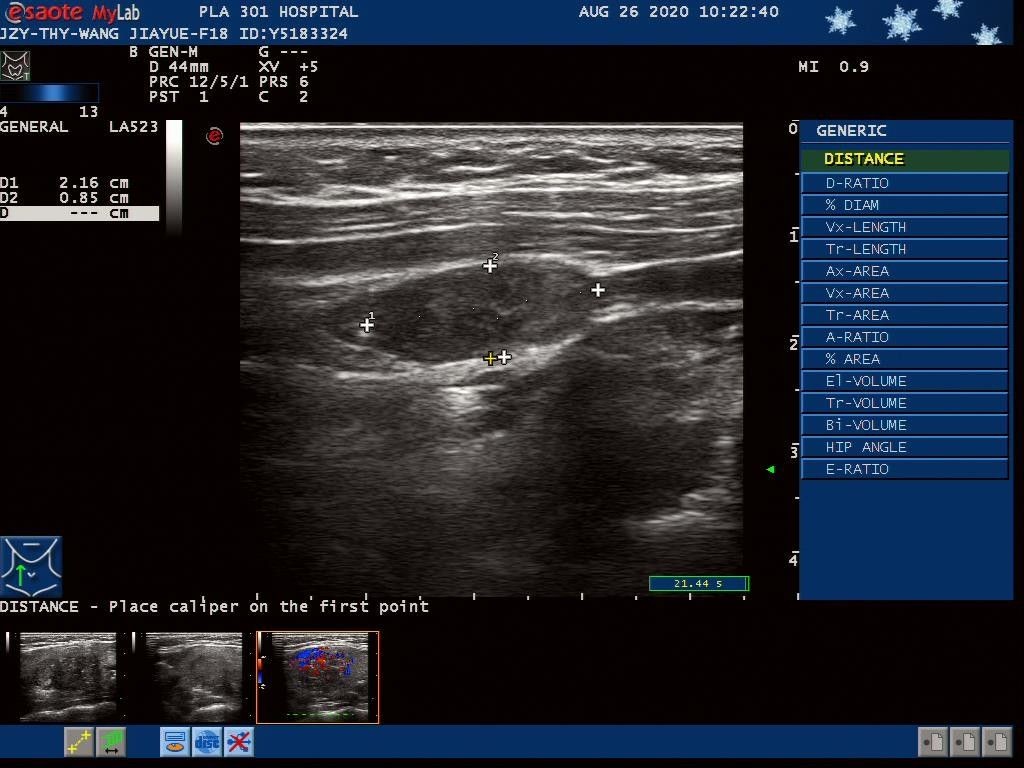 esaote MyLab PLA 301 HOSPITAL AUG 26 2020 10:22:40
JZY-THY-WANG JIAYUE-F18 ID:Y5183324
B GEN-M G ---
D 44mm XV +5
PRC 12/5/1 PRS 6
PST 1 C 2
MI 0.9
4 13
GENERAL LA523
D1 2.16 cm
D2 0.85 cm
D --- cm
e
1
2
0
1
2
3
4
GENERIC
DISTANCE
D-RATIO
% DIAM
Vx-LENGTH
Tr-LENGTH
Ax-AREA
Vx-AREA
Tr-AREA
A-RATIO
% AREA
El-VOLUME
Tr-VOLUME
Bi-VOLUME
HIP ANGLE
E-RATIO
21.44 S
DISTANCE - Place caliper on the first point
disc